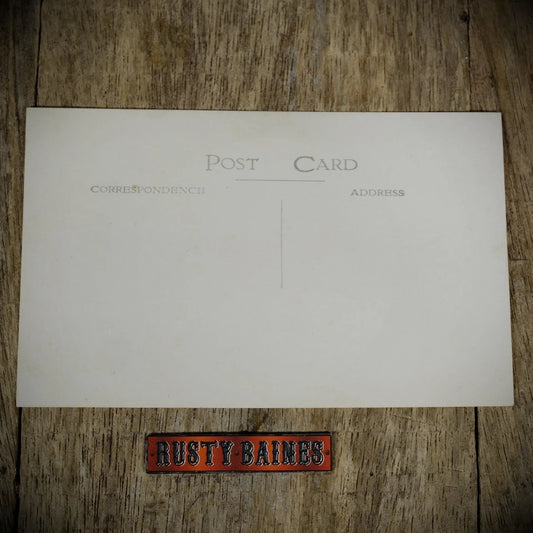 POST CARD
CORRESPONDENCE
ADDRESS
RUSTY·BAINES